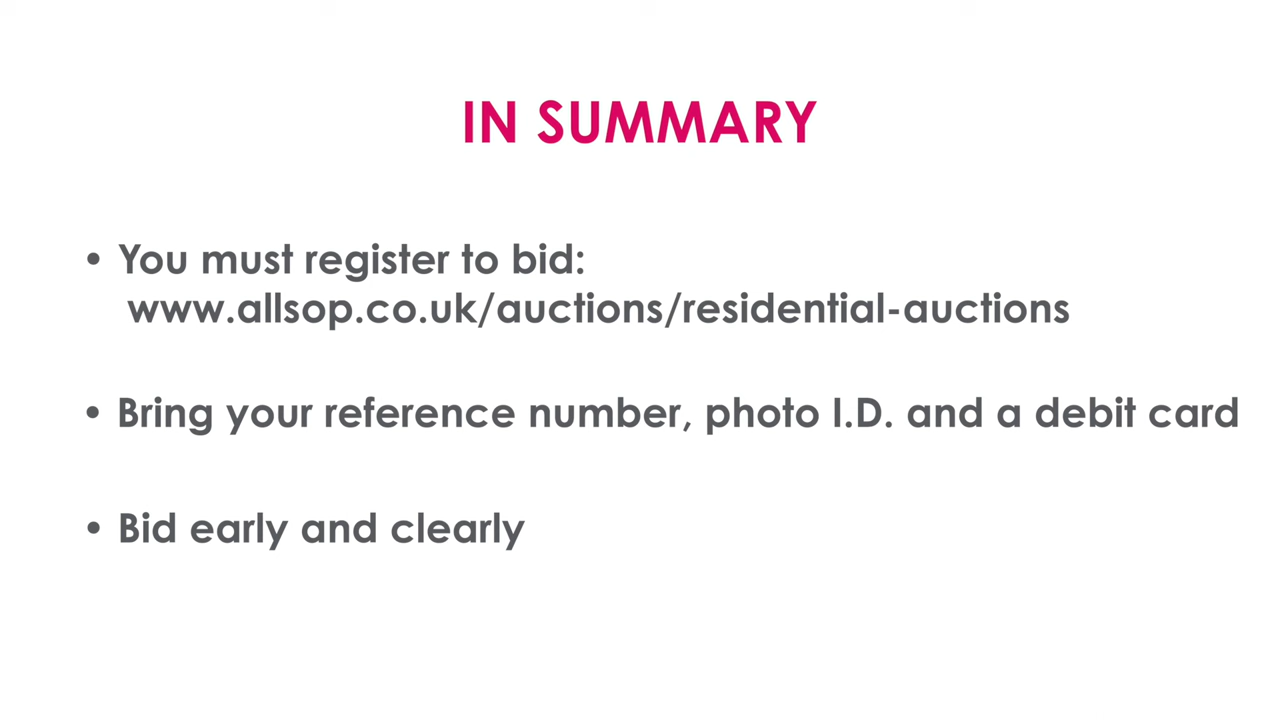 IN SUMMARY
• You must register to bid:
www.allsop.co.uk/auctions/residential-auctions
• Bring your reference number, photo I.D. and a debit card
• Bid early and clearly